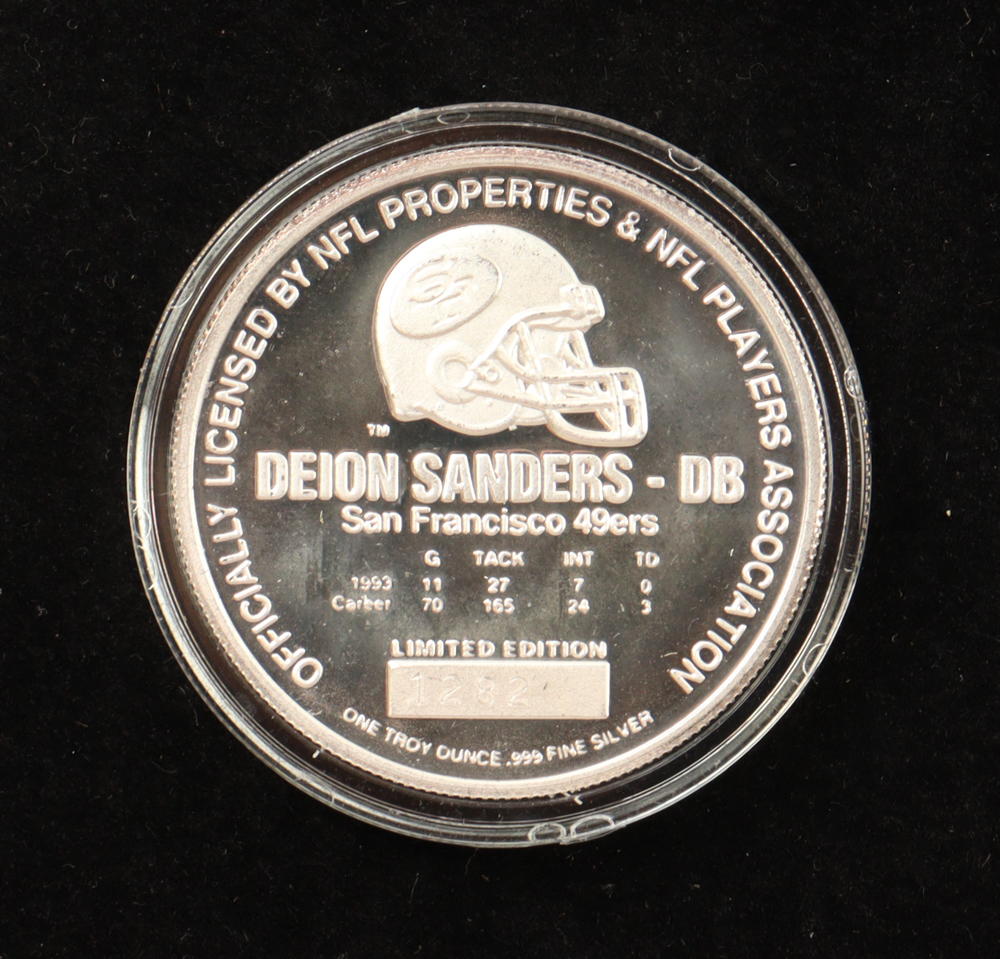 OFFICIALLY LICENSED BY NFL PROPERTIES & NFL PLAYERS ASSOCIATION
SF
TM
DEION SANDERS - DB
San Francisco 49ers
G TACK INT TD
1993 11 27 7 0
Career 70 165 24 3
LIMITED EDITION
1282
ONE TROY OUNCE .999 FINE SILVER